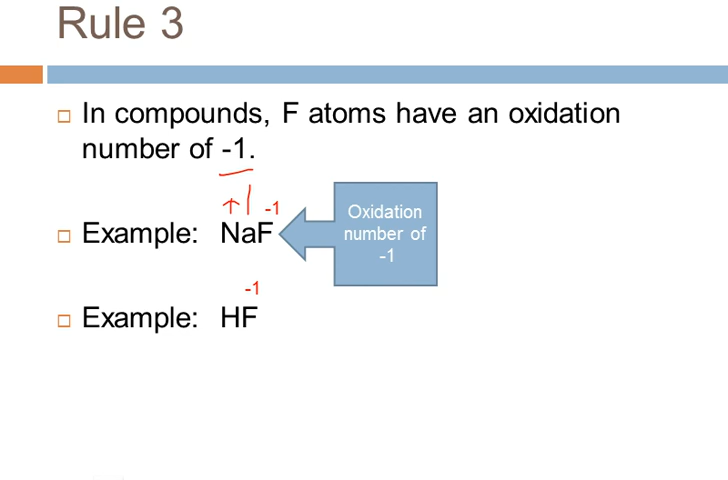 Rule 3
In compounds, F atoms have an oxidation
number of -1.
+1 -1
Example: NaF
Oxidation
number of
-1
-1
Example: HF